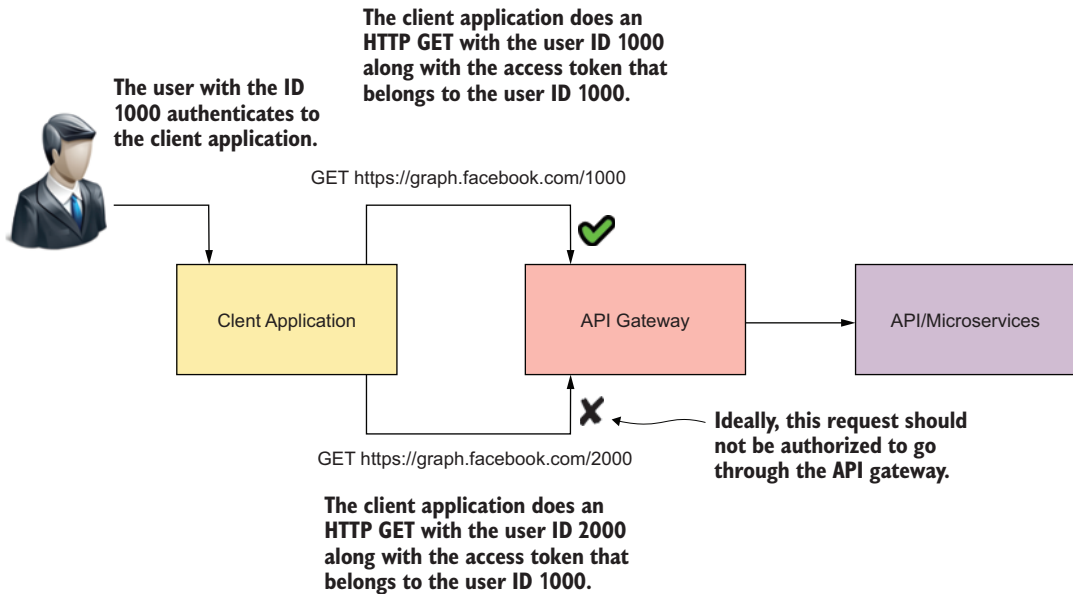 The client application does an
HTTP GET with the user ID 1000
along with the access token that
belongs to the user ID 1000.
The user with the ID
1000 authenticates to
the client application.
GET https://graph.facebook.com/1000
Clent Application
API Gateway
API/Microservices
Ideally, this request should
not be authorized to go
through the API gateway.
GET https://graph.facebook.com/2000
The client application does an
HTTP GET with the user ID 2000
along with the access token that
belongs to the user ID 1000.